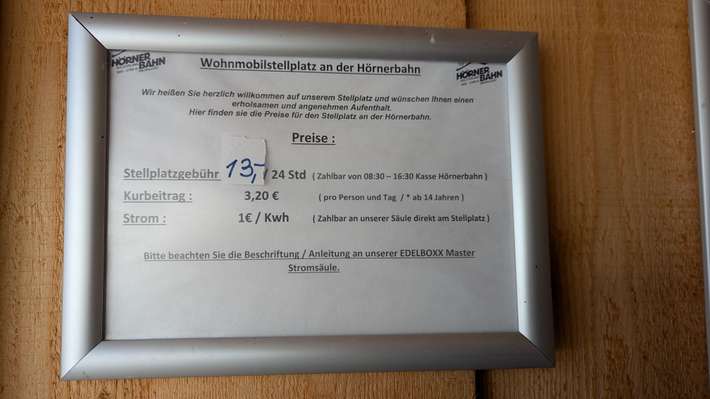 HÖRNER
BAHN
HÖRNER
BAHN
Wohnmobilstellplatz an der Hörnerbahn
Wir heißen Sie herzlich willkommen auf unserem Stellplatz und wünschen Ihnen einen
erholsamen und angenehmen Aufenthalt.
Hier finden sie die Preise für den Stellplatz an der Hörnerbahn.
Preise :
Stellplatzgebühr 13,- / 24 Std ( Zahlbar von 08:30 – 16:30 Kasse Hörnerbahn )
Kurbeitrag : 3,20 € ( pro Person und Tag / * ab 14 Jahren )
Strom : 1€ / Kwh ( Zahlbar an unserer Säule direkt am Stellplatz )
Bitte beachten Sie die Beschriftung / Anleitung an unserer EDELBOXX Master
Stromsäule.